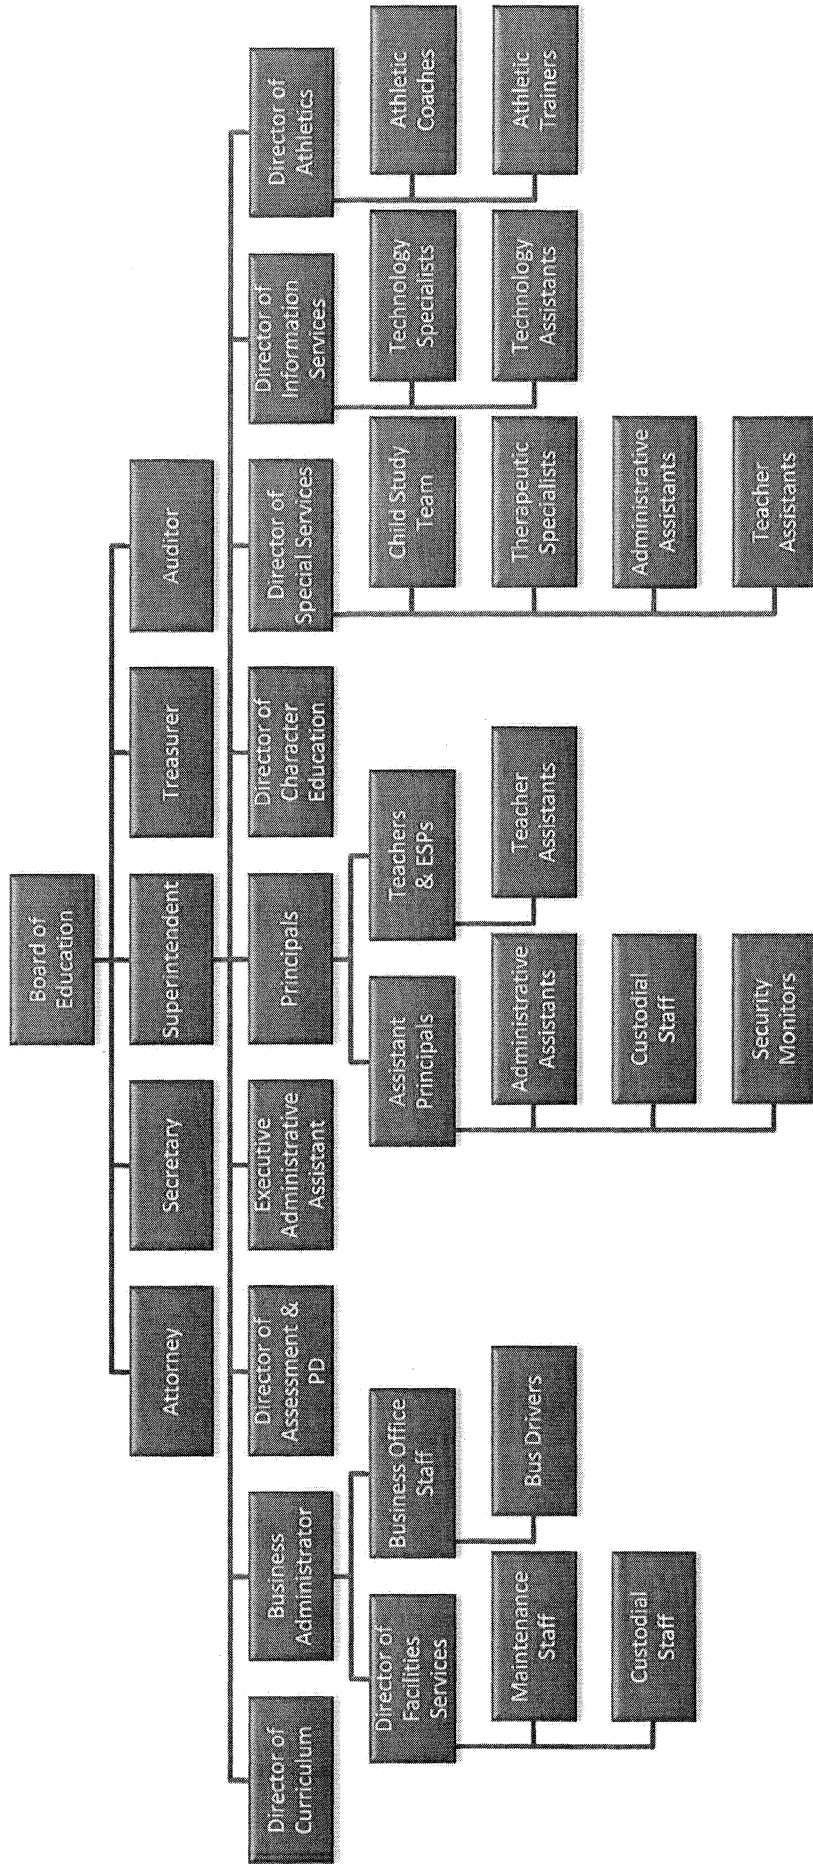 Board of
Education
Attorney
Secretary
Superintendent
Treasurer
Auditor
Director of
Curriculum
Business
Administrator
Director of
Assessment &
PD
Executive
Administrative
Assistant
Principals
Director of
Character
Education
Director of
Special Services
Director of
Information
Services
Director of
Athletics
Director of
Facilities
Services
Business Office
Staff
Assistant
Principals
Teachers
& ESPs
Child Study
Team
Technology
Specialists
Athletic
Coaches
Maintenance
Staff
Bus Drivers
Administrative
Assistants
Teacher
Assistants
Therapeutic
Specialists
Technology
Assistants
Athletic
Trainers
Custodial
Staff
Custodial
Staff
Administrative
Assistants
Security
Monitors
Teacher
Assistants